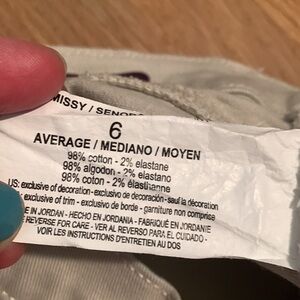 MISSY / SENOR
6
AVERAGE / MEDIANO / MOYEN
98% cotton - 2% elastane
98% algodon - 2% elastano
98% coton - 2% élasthanne
US: exclusive of decoration - exclusivo de decoración - sauf la décoration
exclusive of trim - exclusivo de borde - garniture non comprise
E IN JORDAN - HECHO EN JORDANIA - FABRIQUÉ EN JORDANIE
REVERSE FOR CARE - VER AU REVERSO PARA EL CUIDADO -
VOIR LES INSTRUCTIONS D'ENTRETIEN AU DOS